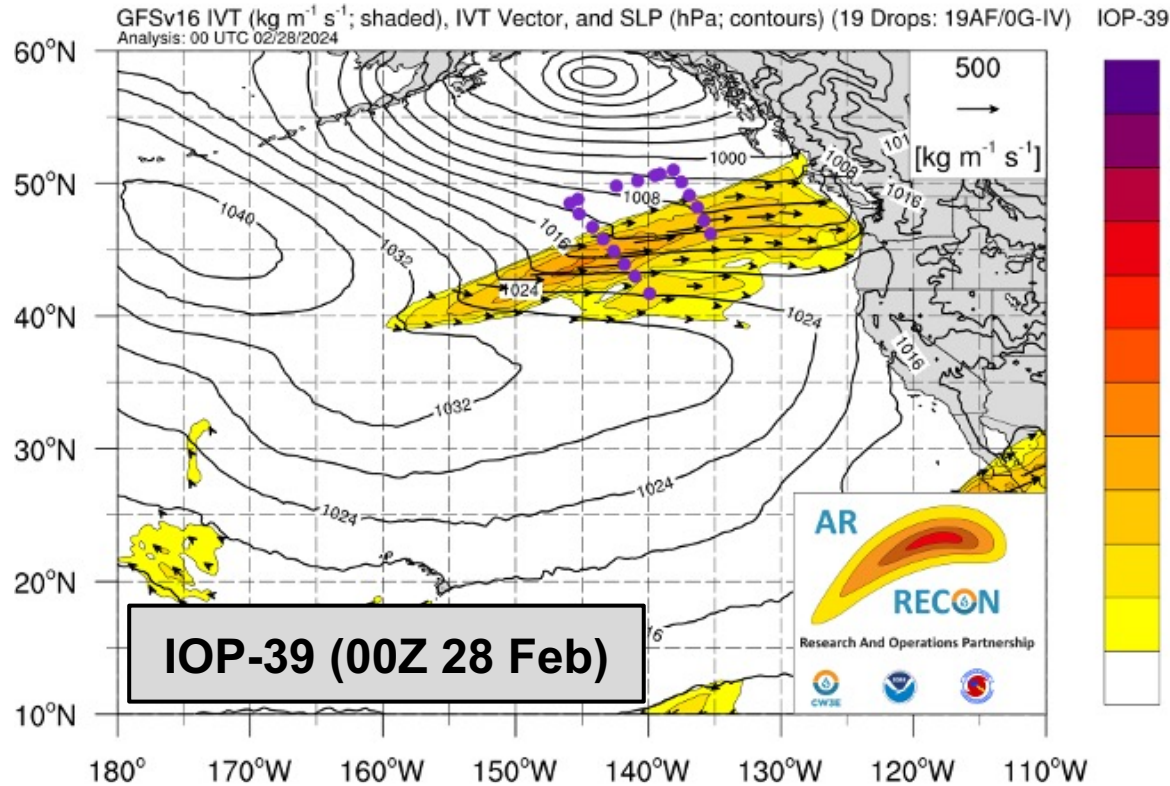 GFSv16 IVT (kg m⁻¹ s⁻¹; shaded), IVT Vector, and SLP (hPa; contours) (19 Drops: 19AF/0G-IV) IOP-39
Analysis: 00 UTC 02/28/2024
60°N
500
[kg m⁻¹ s⁻¹]
101
1000
1008
50°N
1008
1016
1040
1016
1032
1024
40°N
1024
1016
1032
30°N
1024
1024
AR
RECON
Research And Operations Partnership
CW3E
20°N
16
IOP-39 (00Z 28 Feb)
10°N
180° 170°W 160°W 150°W 140°W 130°W 120°W 110°W